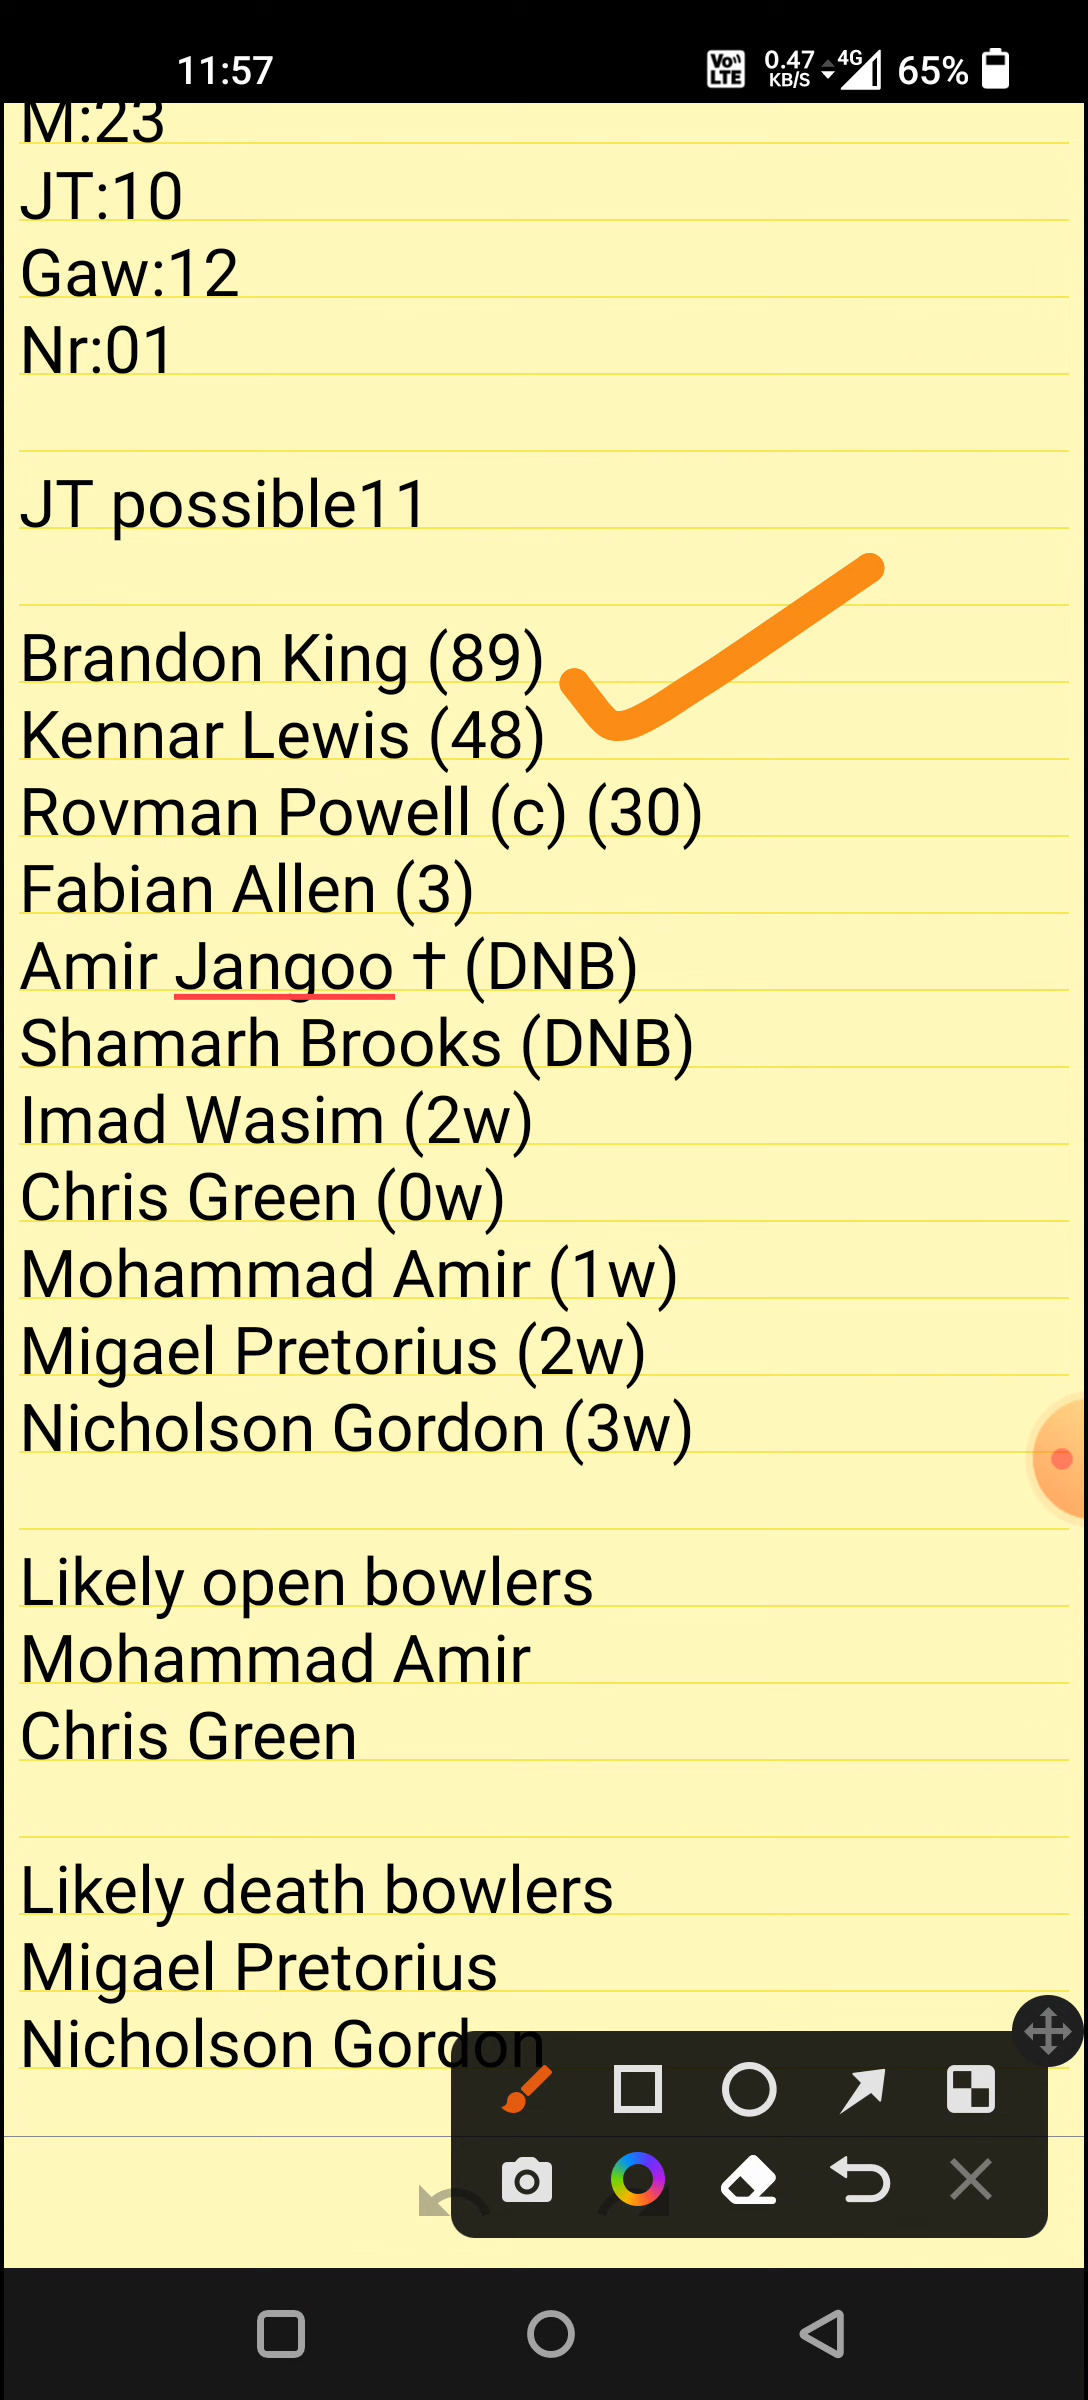 11:57 Vo LTE 0.47 KB/S 4G 65%
M:23
JT:10
Gaw:12
Nr:01
JT possible11
Brandon King (89)
Kennar Lewis (48)
Rovman Powell (c) (30)
Fabian Allen (3)
Amir Jangoo † (DNB)
Shamarh Brooks (DNB)
Imad Wasim (2w)
Chris Green (0w)
Mohammad Amir (1w)
Migael Pretorius (2w)
Nicholson Gordon (3w)
Likely open bowlers
Mohammad Amir
Chris Green
Likely death bowlers
Migael Pretorius
Nicholson Gordon